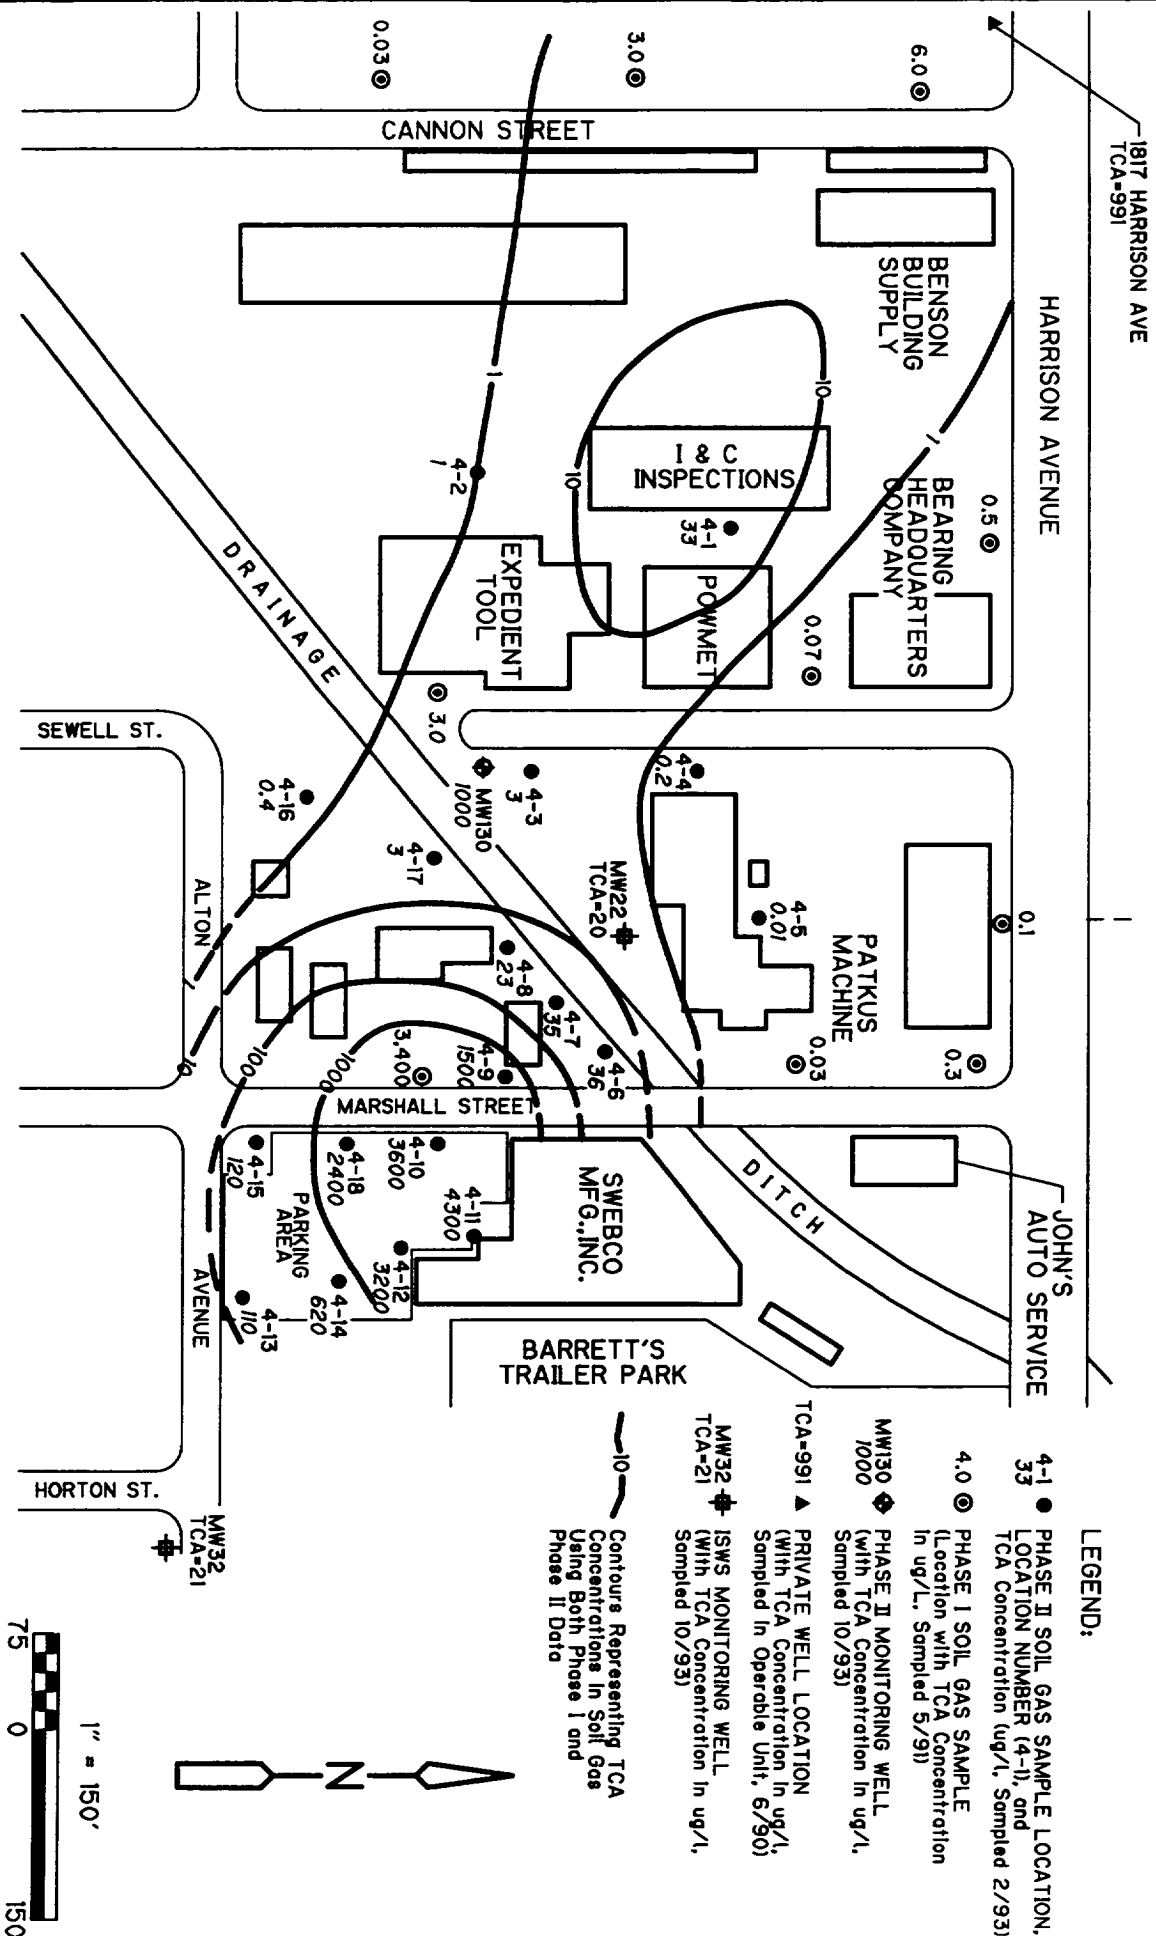 1817 HARRISON AVE
TCA=991
6.0
3.0
0.03
CANNON STREET
HARRISON AVENUE
BENSON
BUILDING
SUPPLY
1
10
1
10
I & C
INSPECTIONS
4-2
1
4-1
33
0.5
BEARING
HEADQUARTERS
COMPANY
POWMET
EXPEDIENT
TOOL
0.07
3.0
DRAINAGE
SEWELL ST.
4-4
0.2
4-3
3
MW130
1000
4-16
0.4
4-17
3
MW22
TCA=20
4-5
0.01
0.1
PATKUS
MACHINE
ALTON
4-8
23
4-7
35
4-6
36
4-9
1500
3,400
0.03
0.3
1
10
100
1000
MARSHALL STREET
4-15
120
4-18
2400
4-10
3600
4-11
4300
4-12
3200
4-14
620
4-13
110
PARKING
AREA
SWEBCO
MFG.,INC.
DITCH
JOHN'S
AUTO SERVICE
AVENUE
BARRETT'S
TRAILER PARK
HORTON ST.
MW32
TCA=21
LEGEND:
4-1
33
PHASE II SOIL GAS SAMPLE LOCATION,
LOCATION NUMBER (4-1), and
TCA Concentration (ug/l, Sampled 2/93)
4.0
PHASE I SOIL GAS SAMPLE
(Location with TCA Concentration
in ug/L, Sampled 5/91)
MW130
1000
PHASE II MONITORING WELL
(with TCA Concentration in ug/l,
Sampled 10/93)
TCA=991
PRIVATE WELL LOCATION
(With TCA Concentration in ug/l,
Sampled in Operable Unit, 6/90)
MW32
TCA=21
ISWS MONITORING WELL
(With TCA Concentration in ug/l,
Sampled 10/93)
10
Contours Representing TCA
Concentrations in Soil Gas
Using Both Phase I and
Phase II Data
N
1" = 150'
75
0
150